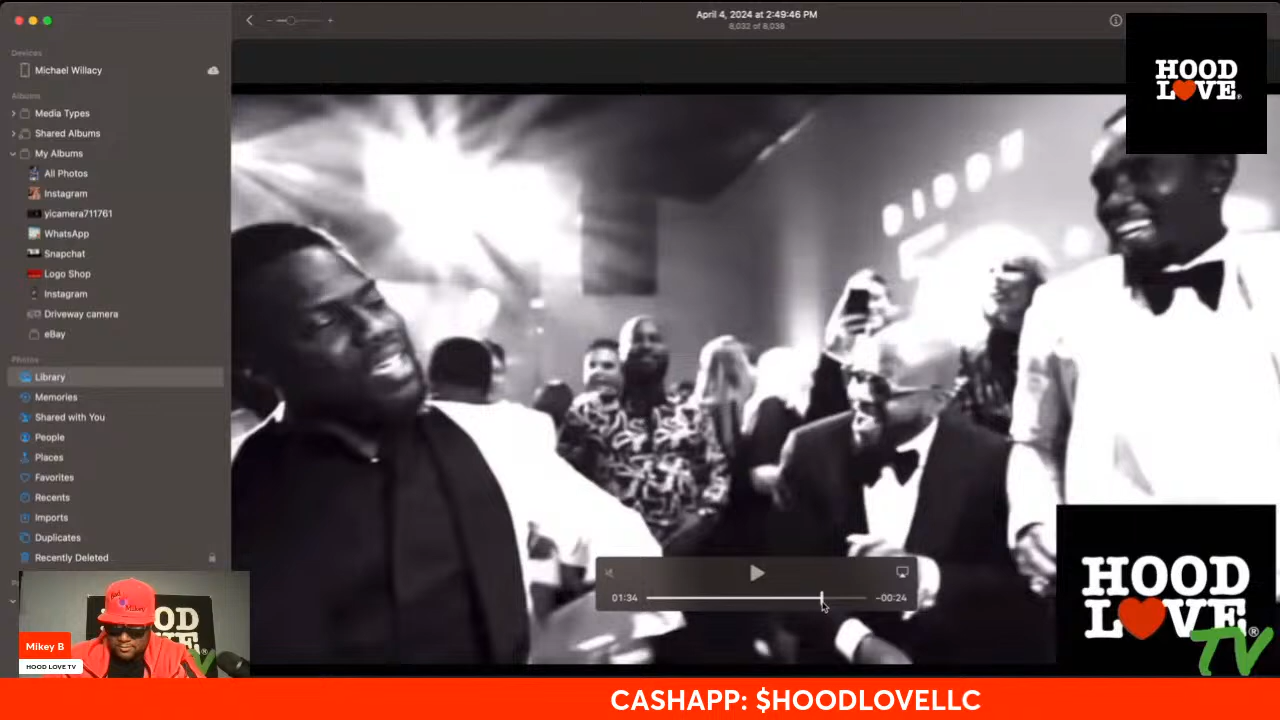 April 4, 2024 at 2:49:46 PM
8,032 of 8,038
Devices
Michael Willacy
Albums
Media Types
Shared Albums
My Albums
All Photos
Instagram
yicamera711761
WhatsApp
Snapchat
Logo Shop
Instagram
Driveway camera
eBay
Photos
Library
Memories
Shared with You
People
Places
Favorites
Recents
Imports
Duplicates
Recently Deleted
HOOD
LOVE®
01:34
-00:24
HOOD
LOVE®
TV
Mikey B
HOOD LOVE TV
CASHAPP: $HOODLOVELLC